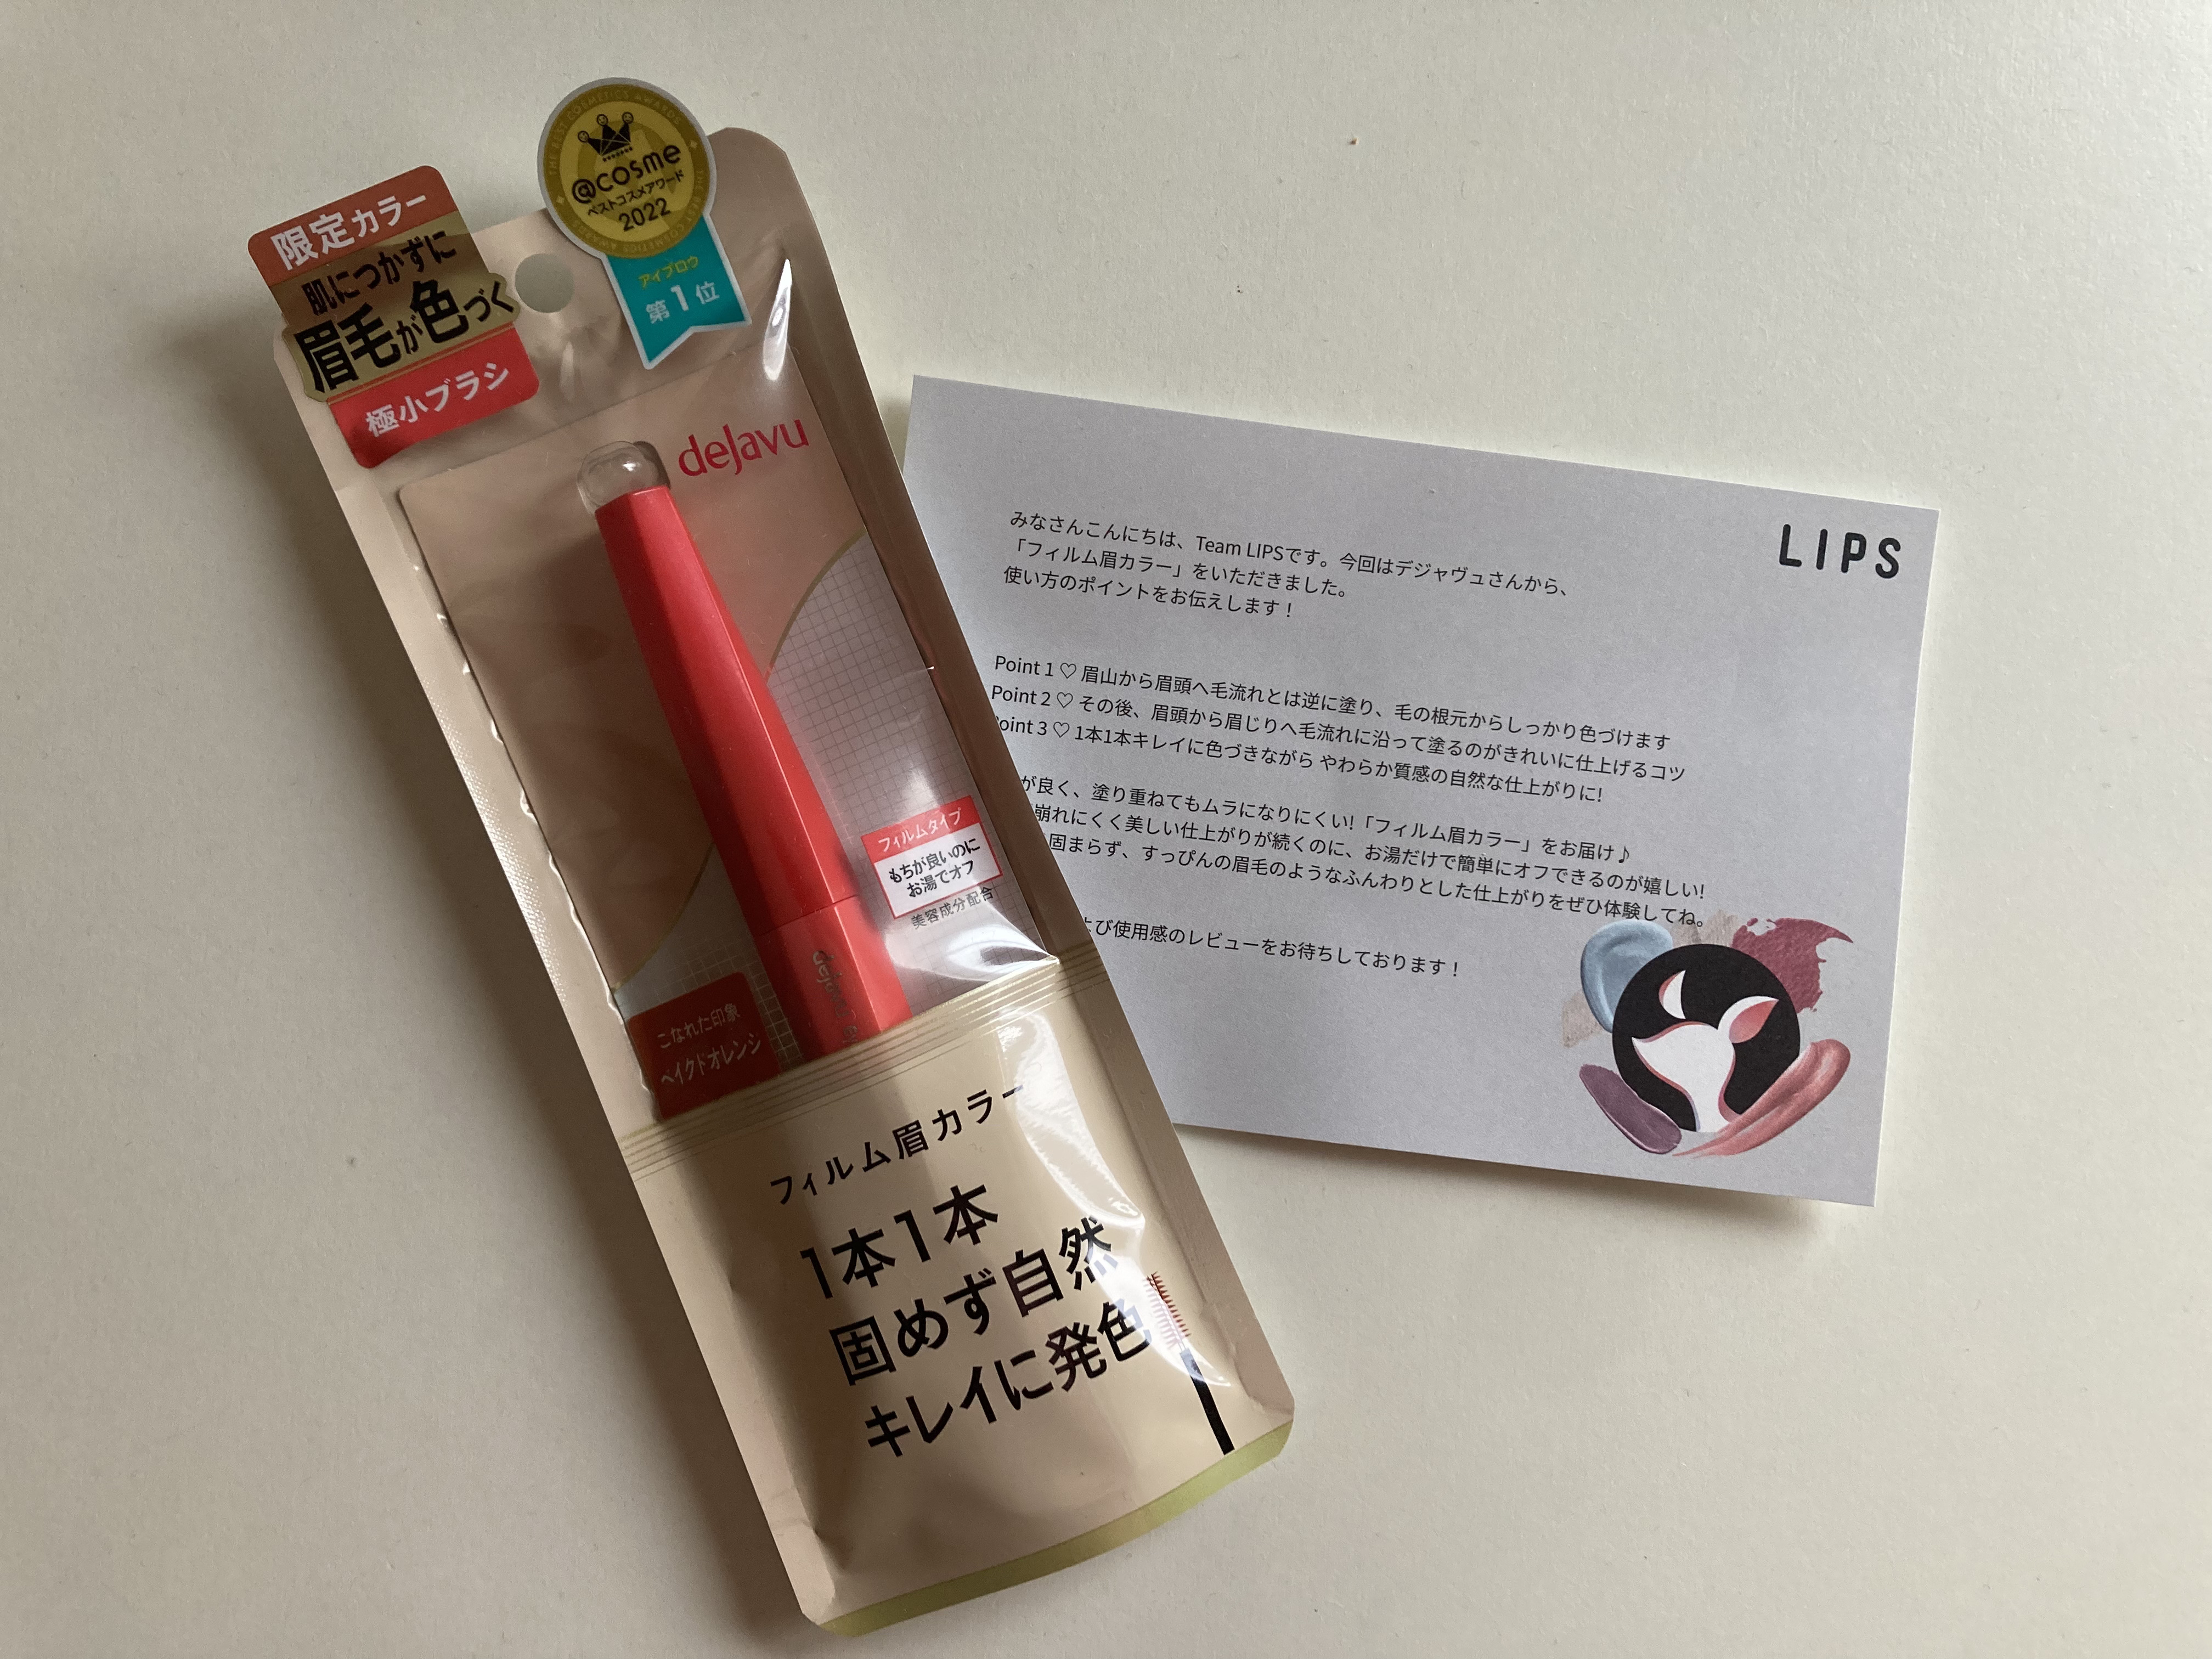 THE BEST COSMETICS AWARDS
@cosme
ベストコスメアワード
2022
アイブロウ
第1位
限定カラー
肌につかずに
眉毛が色づく
極小ブラシ
dejavu
フィルムタイプ
もちが良いのに
お湯でオフ
美容成分配合
dejavu
こなれた印象
ベイクドオレンジ
フィルム眉カラー
1本1本
固めず自然
キレイに発色
LIPS
みなさんこんにちは、Team LIPSです。今回はデジャヴュさんから、
「フィルム眉カラー」をいただきました。
使い方のポイントをお伝えします！
Point 1 ♡ 眉山から眉頭へ毛流れとは逆に塗り、毛の根元からしっかり色づけます
Point 2 ♡ その後、眉頭から眉じりへ毛流れに沿って塗るのがきれいに仕上げるコツ
oint 3 ♡ 1本1本キレイに色づきながら やわらか質感の自然な仕上がりに!
が良く、塗り重ねてもムラになりにくい!「フィルム眉カラー」をお届け♪
崩れにくく美しい仕上がりが続くのに、お湯だけで簡単にオフできるのが嬉しい!
固まらず、すっぴんの眉毛のようなふんわりとした仕上がりをぜひ体験してね。
び使用感のレビューをお待ちしております！